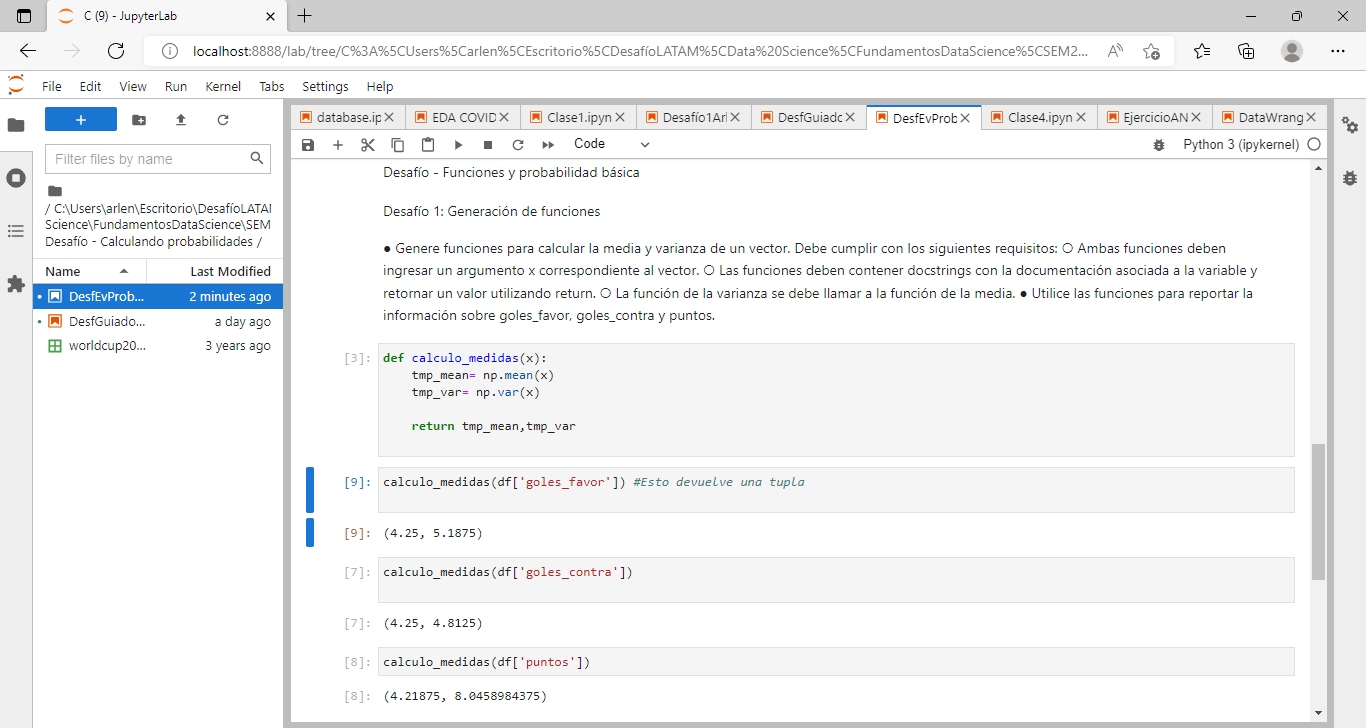 C (9) - JupyterLab
localhost:8888/lab/tree/C%3A%5CUsers%5Carlen%5CEscritorio%5CDesafíoLATAM%5CData%20Science%5CFundamentosDataScience%5CSEM2...
File Edit View Run Kernel Tabs Settings Help
database.ip EDA COVID Clase1.ipyn Desafío1Arl DesfGuiado DesfEvProb Clase4.ipyn EjercicioAN DataWrang
Code Python 3 (ipykernel)
Filter files by name
/ C:\Users\arlen\Escritorio\DesafíoLATAM
Science\FundamentosDataScience\SEM
Desafío - Calculando probabilidades /
Name Last Modified
DesfEvProb... 2 minutes ago
DesfGuiado... a day ago
worldcup20... 3 years ago
Desafío - Funciones y probabilidad básica
Desafío 1: Generación de funciones
● Genere funciones para calcular la media y varianza de un vector. Debe cumplir con los siguientes requisitos: ○ Ambas funciones deben
ingresar un argumento x correspondiente al vector. ○ Las funciones deben contener docstrings con la documentación asociada a la variable y
retornar un valor utilizando return. ○ La función de la varianza se debe llamar a la función de la media. ● Utilice las funciones para reportar la
información sobre goles_favor, goles_contra y puntos.
[3]: def calculo_medidas(x):
tmp_mean= np.mean(x)
tmp_var= np.var(x)
return tmp_mean,tmp_var
[9]: calculo_medidas(df['goles_favor']) #Esto devuelve una tupla
[9]: (4.25, 5.1875)
[7]: calculo_medidas(df['goles_contra'])
[7]: (4.25, 4.8125)
[8]: calculo_medidas(df['puntos'])
[8]: (4.21875, 8.0458984375)